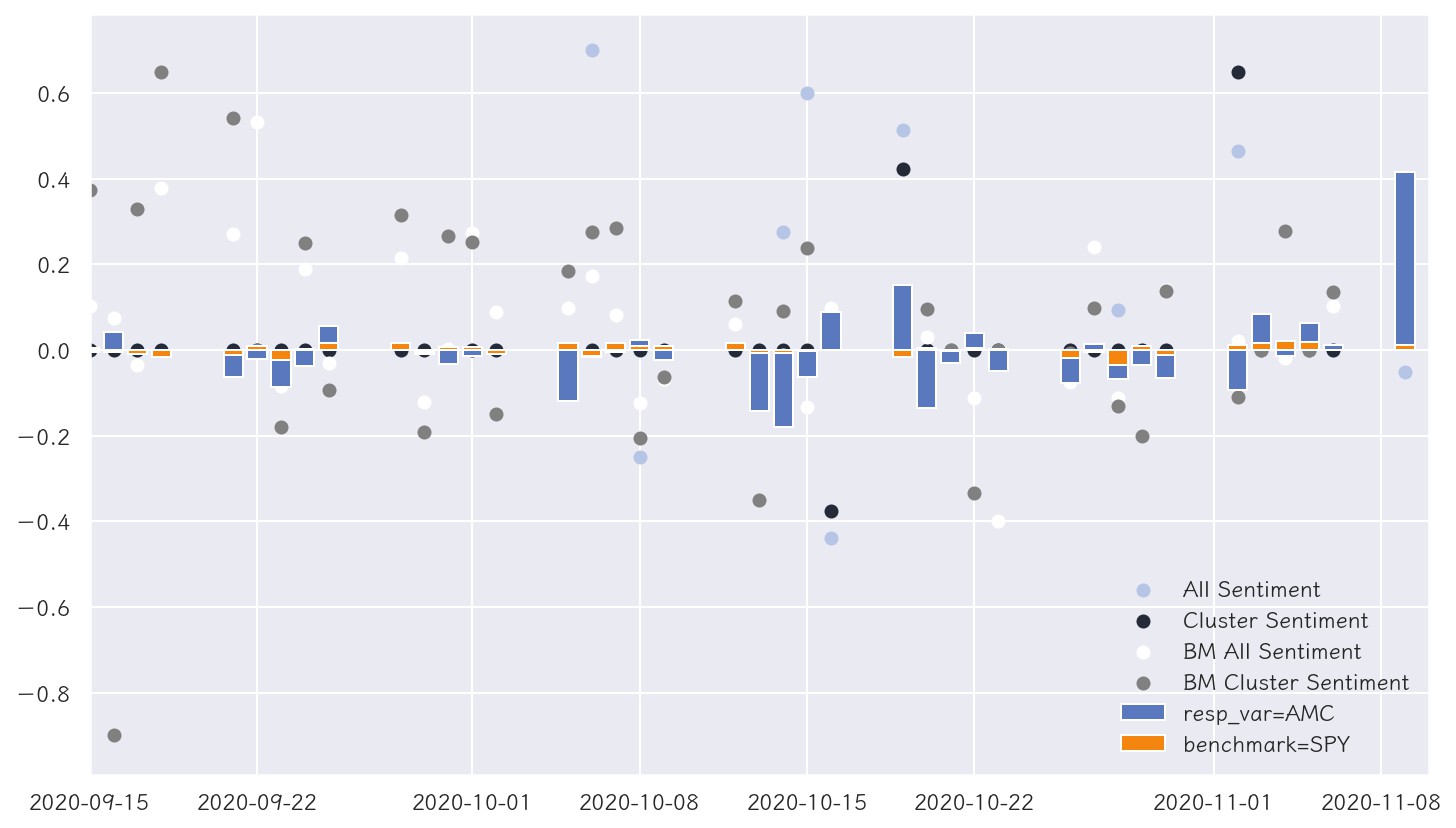 0.6
0.4
0.2
0.0
−0.2
−0.4
−0.6
−0.8
All Sentiment
Cluster Sentiment
BM All Sentiment
BM Cluster Sentiment
resp_var=AMC
benchmark=SPY
2020-09-15 2020-09-22 2020-10-01 2020-10-08 2020-10-15 2020-10-22 2020-11-01 2020-11-08